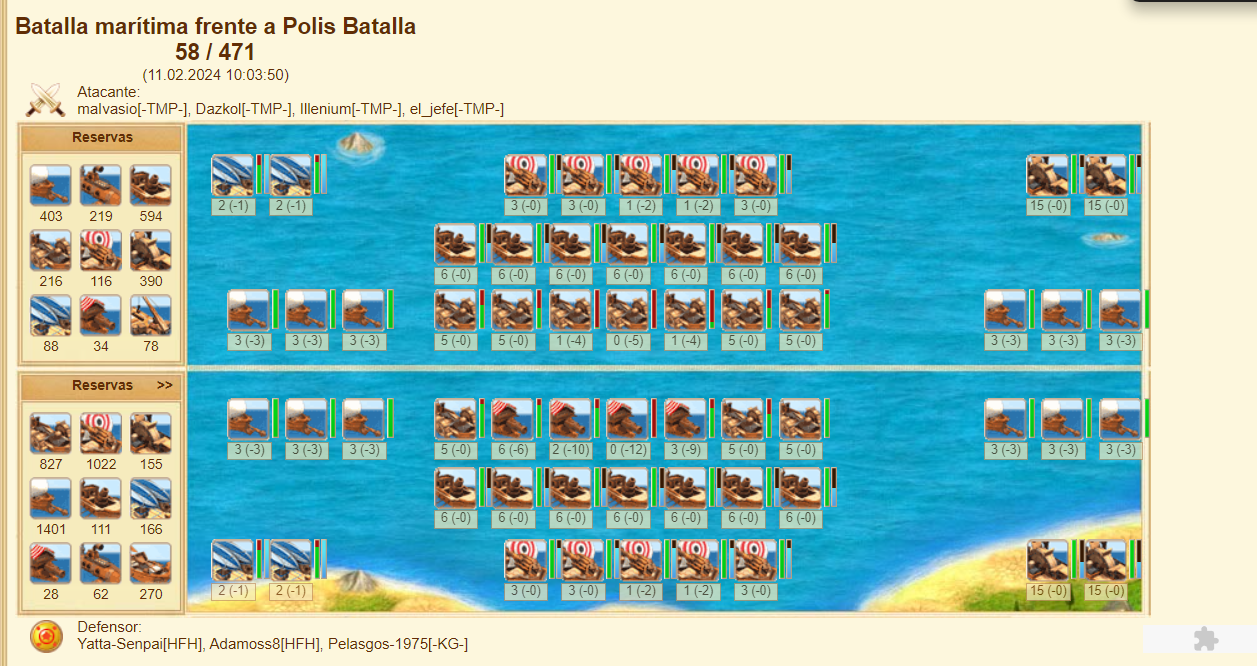 Batalla marítima frente a Polis Batalla
58 / 471
(11.02.2024 10:03:50)
Atacante:
malvasio[-TMP-], Dazkol[-TMP-], Illenium[-TMP-], el_jefe[-TMP-]
Reservas
403 219 594
216 116 390
88 34 78
2 (-1) 2 (-1) 3 (-0) 3 (-0) 1 (-2) 1 (-2) 3 (-0) 15 (-0) 15 (-0)
6 (-0) 6 (-0) 6 (-0) 6 (-0) 6 (-0) 6 (-0) 6 (-0)
3 (-3) 3 (-3) 3 (-3) 5 (-0) 5 (-0) 1 (-4) 0 (-5) 1 (-4) 5 (-0) 5 (-0) 3 (-3) 3 (-3) 3 (-3)
Reservas >>
827 1022 155
1401 111 166
28 62 270
3 (-3) 3 (-3) 3 (-3) 5 (-0) 6 (-6) 2 (-10) 0 (-12) 3 (-9) 5 (-0) 5 (-0) 3 (-3) 3 (-3) 3 (-3)
6 (-0) 6 (-0) 6 (-0) 6 (-0) 6 (-0) 6 (-0) 6 (-0)
2 (-1) 2 (-1) 3 (-0) 3 (-0) 1 (-2) 1 (-2) 3 (-0) 15 (-0) 15 (-0)
Defensor:
Yatta-Senpai[HFH], Adamoss8[HFH], Pelasgos-1975[-KG-]